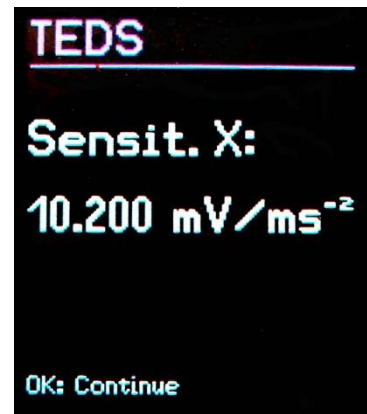 TEDS
Sensit. X:
10.200 mV/ms⁻²
OK: Continue